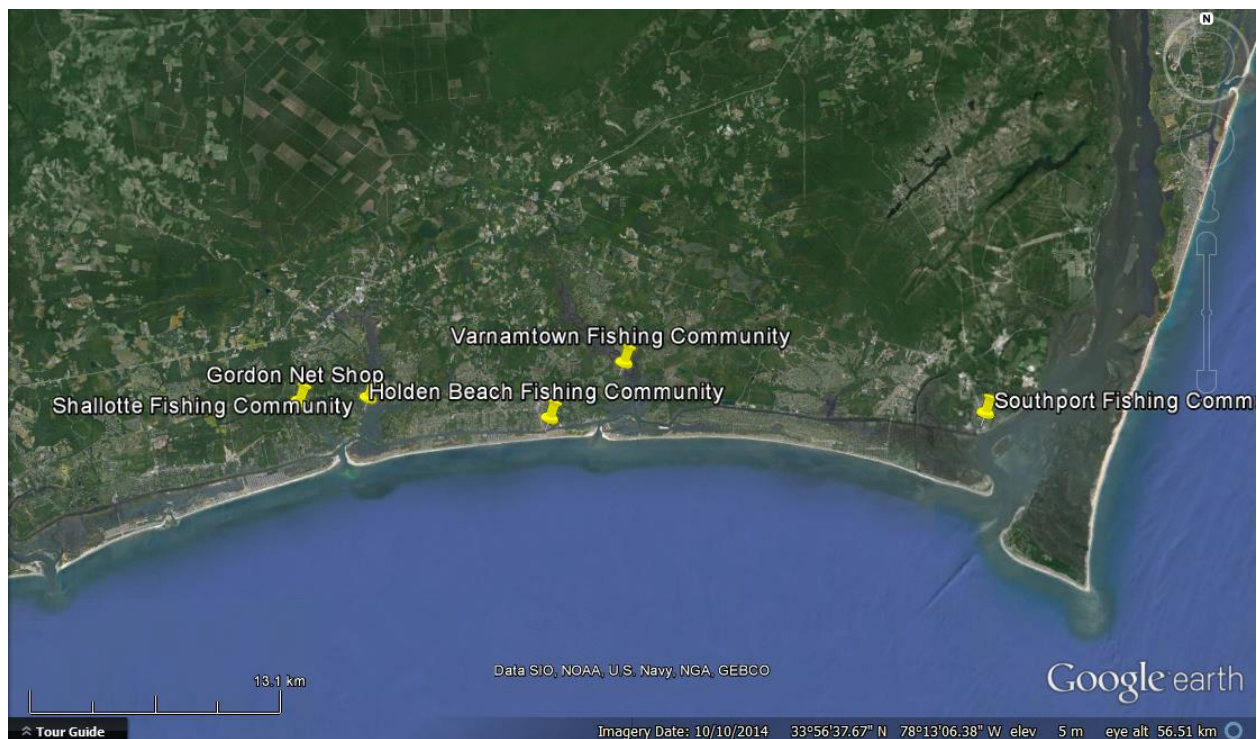 N
Varnamtown Fishing Community
Gordon Net Shop
Holden Beach Fishing Community
Shallotte Fishing Community
Southport Fishing Comm
Data SIO, NOAA, U.S. Navy, NGA, GEBCO
13.1 km
Google earth
Tour Guide
Imagery Date: 10/10/2014 33°56'37.67" N 78°13'06.38" W elev 5 m eye alt 56.51 km